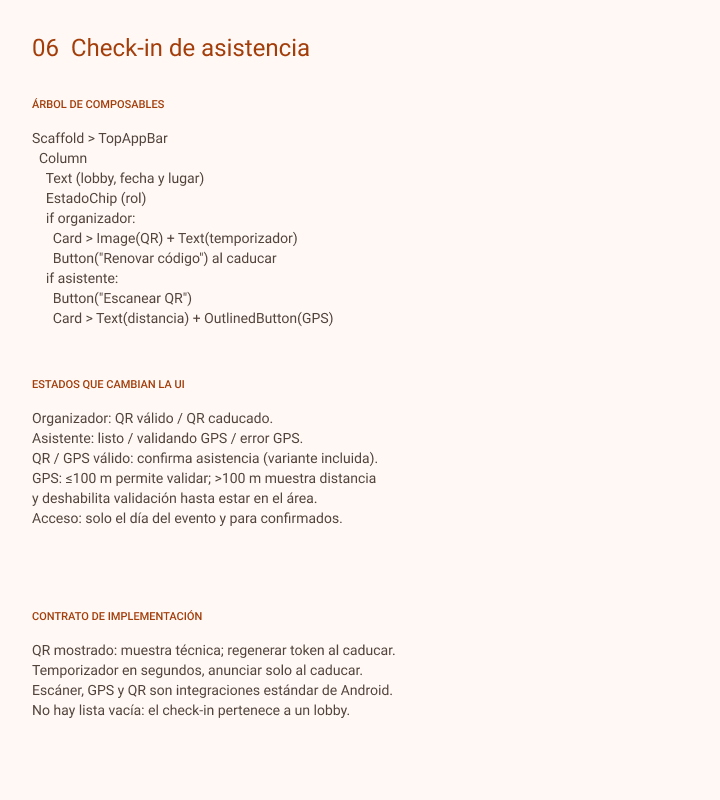 06 Check-in de asistencia
ÁRBOL DE COMPOSABLES
Scaffold > TopAppBar
Column
Text (lobby, fecha y lugar)
EstadoChip (rol)
if organizador:
Card > Image(QR) + Text(temporizador)
Button("Renovar código") al caducar
if asistente:
Button("Escanear QR")
Card > Text(distancia) + OutlinedButton(GPS)
ESTADOS QUE CAMBIAN LA UI
Organizador: QR válido / QR caducado.
Asistente: listo / validando GPS / error GPS.
QR / GPS válido: confirma asistencia (variante incluida).
GPS: ≤100 m permite validar; >100 m muestra distancia
y deshabilita validación hasta estar en el área.
Acceso: solo el día del evento y para confirmados.
CONTRATO DE IMPLEMENTACIÓN
QR mostrado: muestra técnica; regenerar token al caducar.
Temporizador en segundos, anunciar solo al caducar.
Escáner, GPS y QR son integraciones estándar de Android.
No hay lista vacía: el check-in pertenece a un lobby.